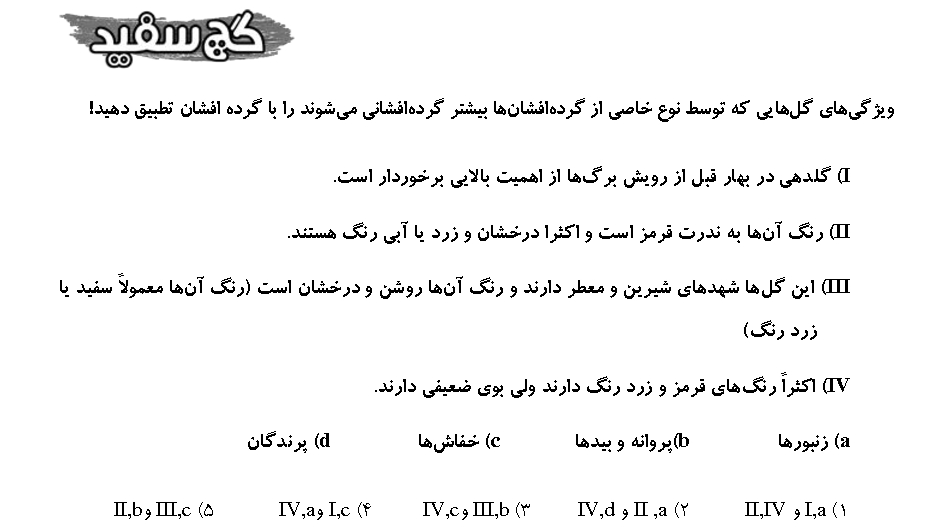 گچ سفید
ویژگی‌های گل‌هایی که توسط نوع خاصی از گرده‌افشان‌ها بیشتر گرده‌افشانی می‌شوند را با گرده افشان تطبیق دهید!
I) گلدهی در بهار قبل از رویش برگ‌ها از اهمیت بالایی برخوردار است.
II) رنگ آن‌ها به ندرت قرمز است و اکثرا درخشان و زرد یا آبی رنگ هستند.
III) این گل‌ها شهدهای شیرین و معطر دارند و رنگ آن‌ها روشن و درخشان است (رنگ آن‌ها معمولاً سفید یا
زرد رنگ)
IV) اکثراً رنگ‌های قرمز و زرد رنگ دارند ولی بوی ضعیفی دارند.
a) زنبورها b)پروانه و بیدها c) خفاش‌ها d) پرندگان
۱) I,a و II,IV ۲) II ,a و IV,d ۳) III,b وIV,c ۴) I,c وIV,a ۵) III,c وII,b